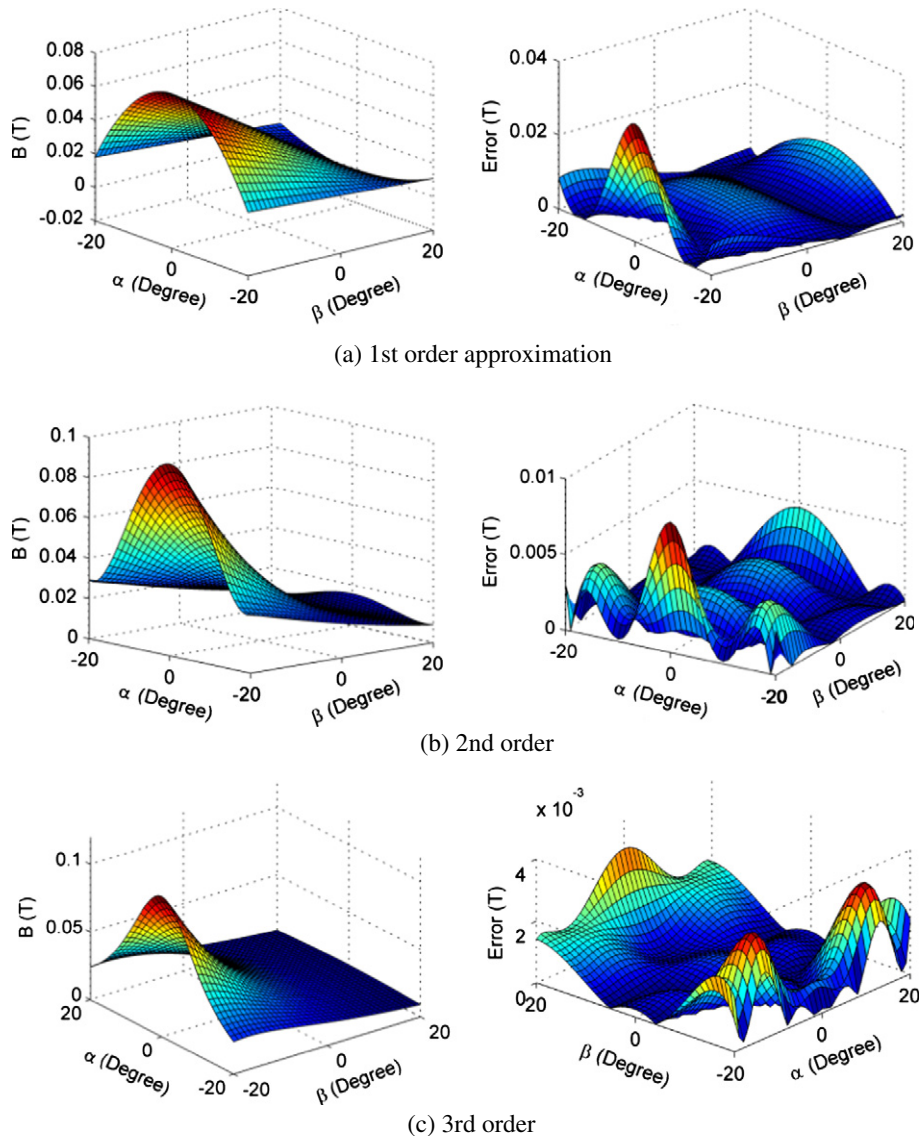 0.08
0.06
0.04
0.02
0
-0.02
B (T)
-20
0
-20
α (Degree)
0
20
β (Degree)
0.04
0.02
0
Error (T)
-20
0
-20
α (Degree)
0
20
β (Degree)
(a) 1st order approximation
0.1
0.08
0.06
0.04
0.02
0
B (T)
-20
0
-20
α (Degree)
0
20
β (Degree)
0.01
0.005
0
Error (T)
-20
0
-20
α (Degree)
0
20
β (Degree)
(b) 2nd order
0.1
0.05
0
B (T)
20
0
-20
α (Degree)
-20
0
20
β (Degree)
x 10-3
4
2
0
Error (T)
-20
0
20
β (Degree)
-20
0
20
α (Degree)
(c) 3rd order